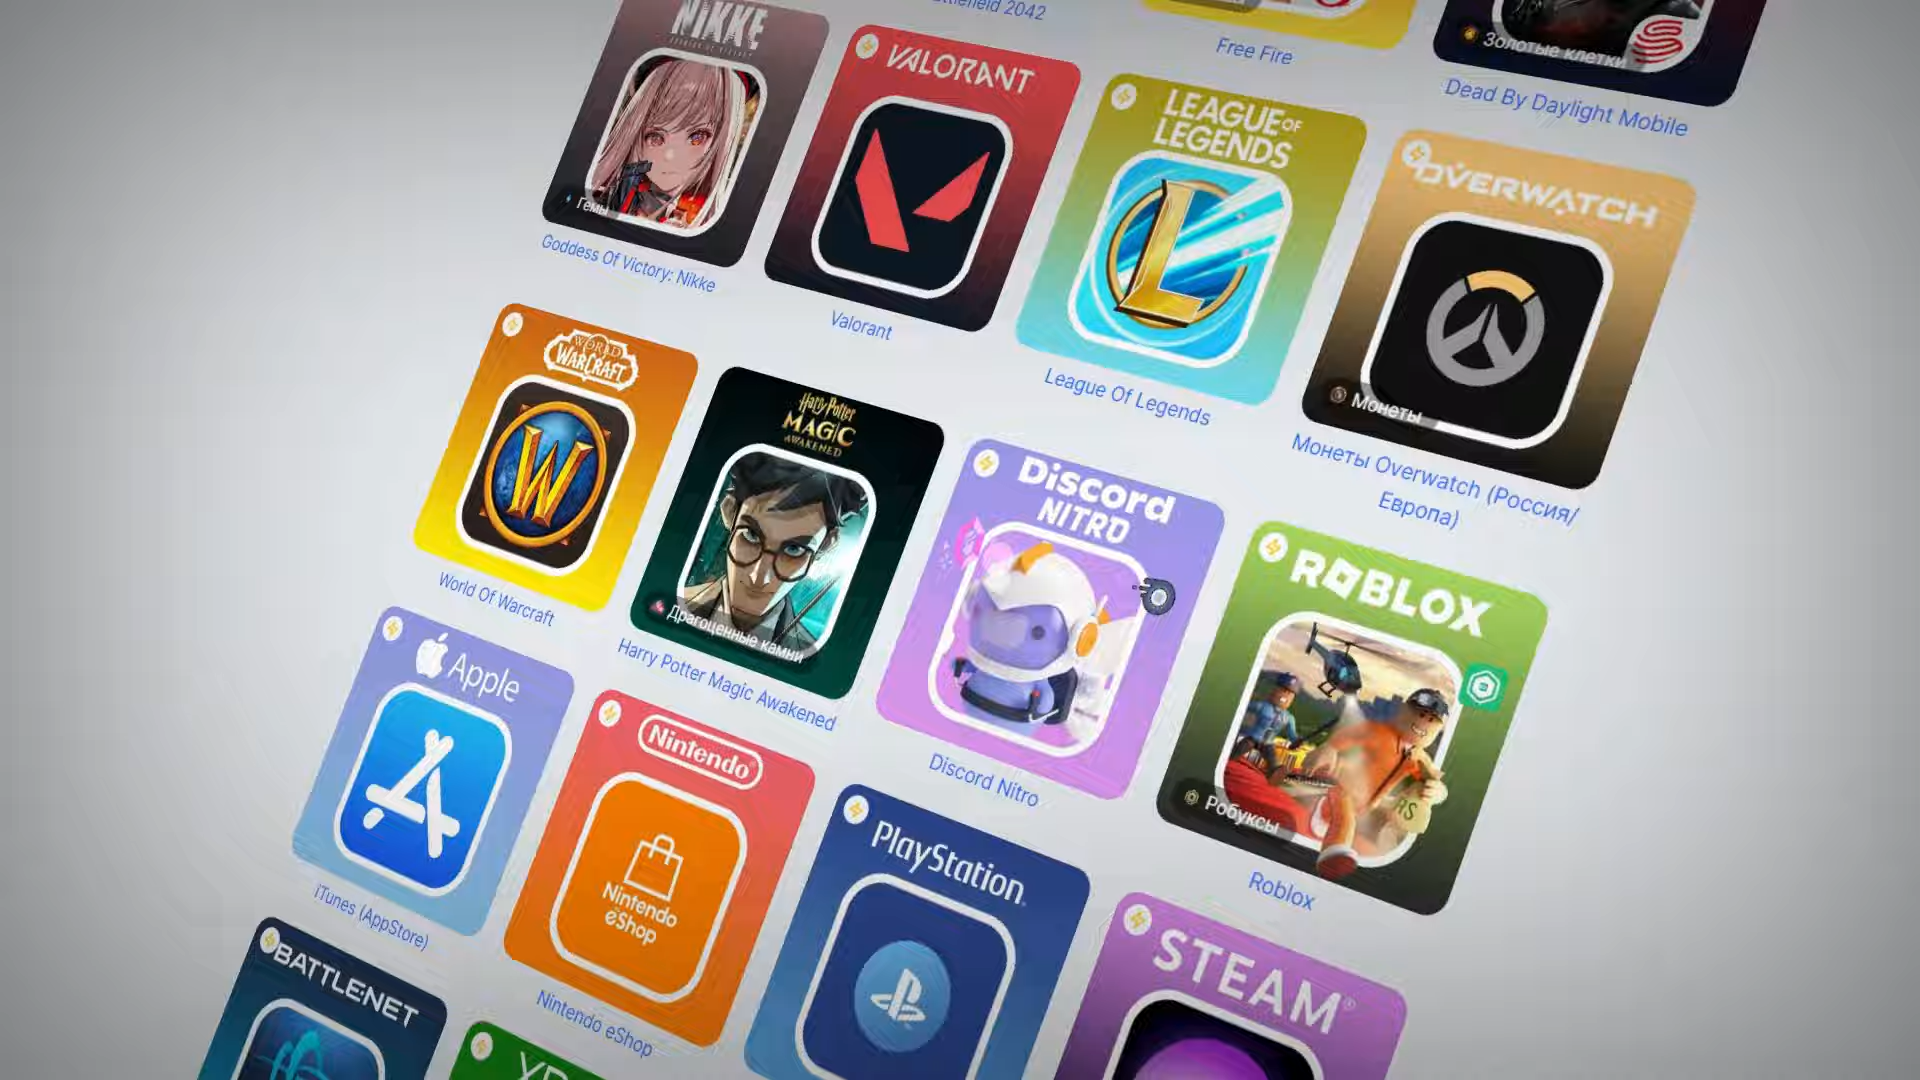 NIKKE
2042
Free Fire
Золотые клетки
Dead By Daylight Mobile
Гемы
Goddess Of Victory: Nikke
VALORANT
Valorant
LEAGUE OF
LEGENDS
League Of Legends
OVERWATCH
Монеты
Монеты Overwatch (Россия/
Европа)
WORLD
WARCRAFT
World Of Warcraft
Harry Potter
MAGIC
AWAKENED
Драгоценные камни
Harry Potter Magic Awakened
Discord
NITRO
Discord Nitro
ROBLOX
Робуксы
Roblox
Apple
iTunes (AppStore)
Nintendo
Nintendo
eShop
Nintendo eShop
PlayStation
STEAM
BATTLE.NET